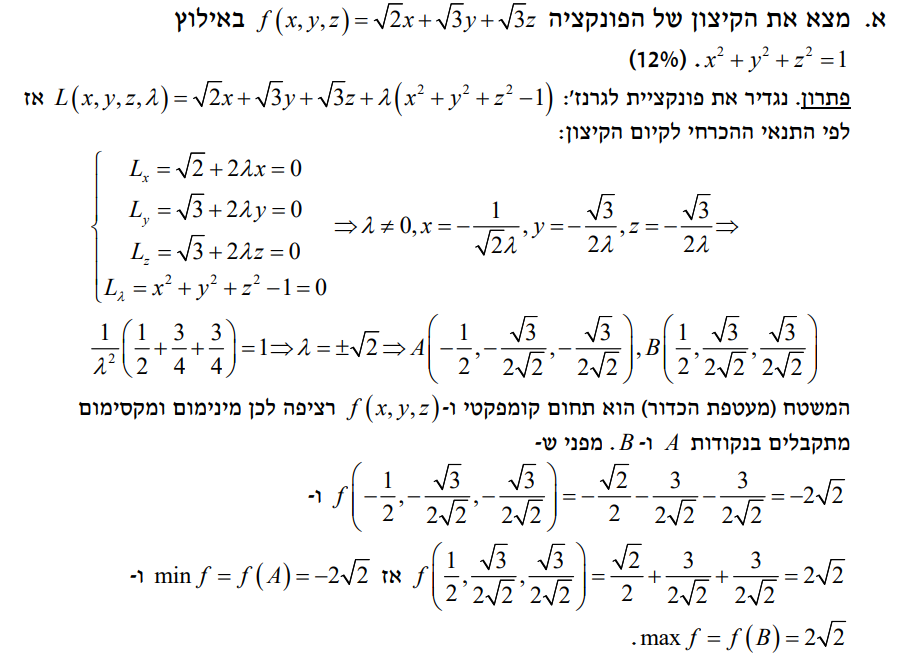 א. מצא את הקיצון של הפונקציה f(x,y,z)=√2x+√3y+√3z באילוץ
x²+y²+z²=1. (12%)
פתרון. נגדיר את פונקציית לגרנז': L(x,y,z,λ)=√2x+√3y+√3z+λ(x²+y²+z²−1) אז
לפי התנאי ההכרחי לקיום הקיצון:
{ Lₓ=√2+2λx=0
L_y=√3+2λy=0
L_z=√3+2λz=0
L_λ=x²+y²+z²−1=0
⇒λ≠0, x=−1/(√2λ), y=−√3/(2λ), z=−√3/(2λ)⇒
1/λ²(1/2+3/4+3/4)=1⇒λ=±√2⇒A(−1/2,−√3/(2√2),−√3/(2√2)),B(1/2,√3/(2√2),√3/(2√2))
המשטח (מעטפת הכדור) הוא תחום קומפקטי ו-f(x,y,z) רציפה לכן מינימום ומקסימום
מתקבלים בנקודות A ו-B. מפני ש-
f(−1/2,−√3/(2√2),−√3/(2√2))=−√2/2−3/(2√2)−3/(2√2)=−2√2 ו-
f(1/2,√3/(2√2),√3/(2√2))=√2/2+3/(2√2)+3/(2√2)=2√2 אז min f=f(A)=−2√2 ו-
max f=f(B)=2√2.